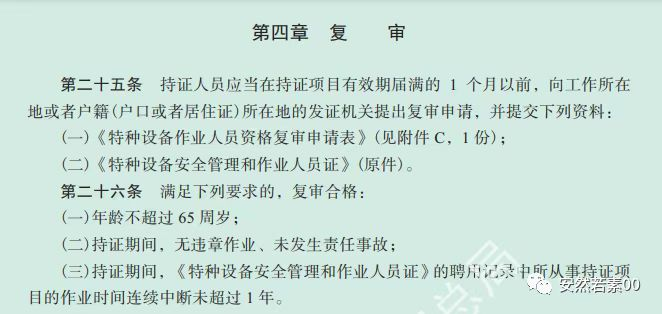 第四章 复 审
第二十五条 持证人员应当在持证项目有效期届满的 1 个月以前,向工作所在
地或者户籍(户口或者居住证)所在地的发证机关提出复审申请,并提交下列资料:
(一)《特种设备作业人员资格复审申请表》(见附件 C,1 份);
(二)《特种设备安全管理和作业人员证》(原件)。
第二十六条 满足下列要求的,复审合格:
(一)年龄不超过 65 周岁;
(二)持证期间,无违章作业、未发生责任事故;
(三)持证期间,《特种设备安全管理和作业人员证》的聘用记录中所从事持证项
目的作业时间连续中断未超过 1 年。
总局
安然若素00